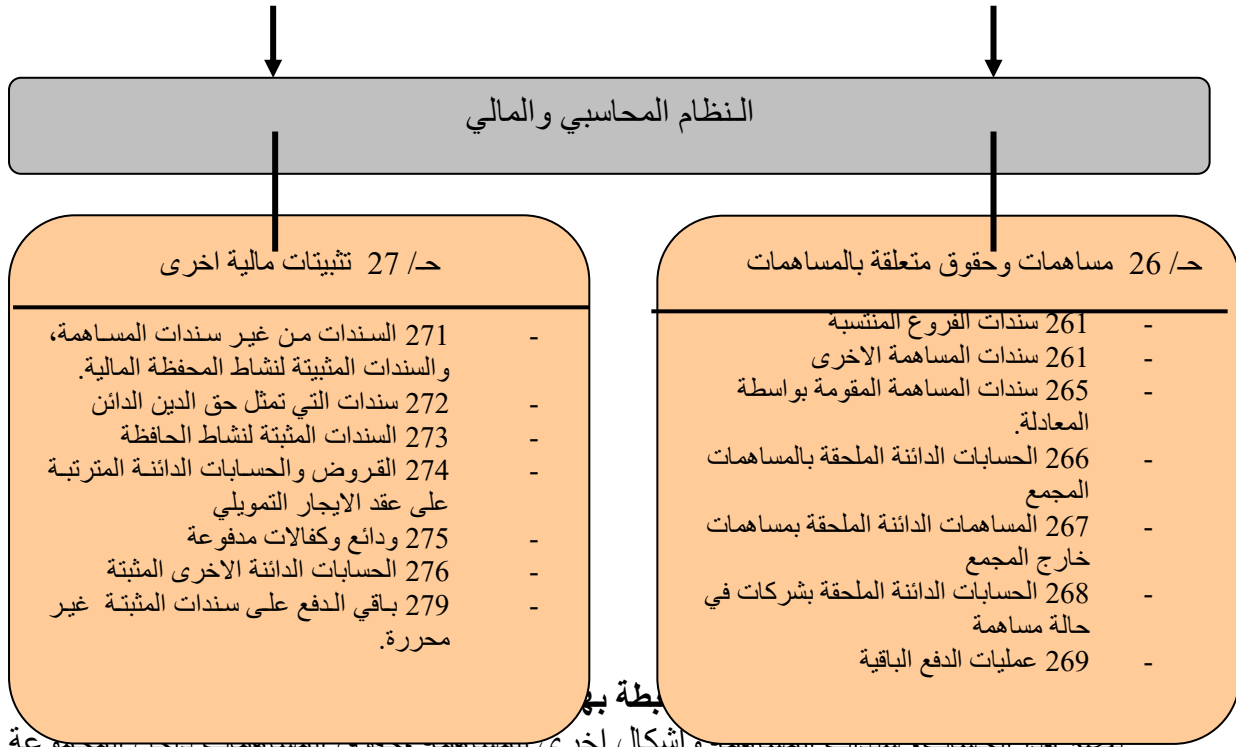 النظام المحاسبي والمالي
حـ/ 26 مساهمات وحقوق متعلقة بالمساهمات
- 261 سندات الفروع المنتسبة
- 261 سندات المساهمة الاخرى
- 265 سندات المساهمة المقومة بواسطة
المعادلة.
- 266 الحسابات الدائنة الملحقة بالمساهمات
المجمع
- 267 المساهمات الدائنة الملحقة بمساهمات
خارج المجمع
- 268 الحسابات الدائنة الملحقة بشركات في
حالة مساهمة
- 269 عمليات الدفع الباقية
حـ/ 27 تثبيتات مالية اخرى
- 271 السندات من غير سندات المساهمة،
والسندات المثبيتة لنشاط المحفظة المالية.
- 272 سندات التي تمثل حق الدين الدائن
- 273 السندات المثبتة لنشاط الحافظة
- 274 القروض والحسابات الدائنة المترتبة
على عقد الايجار التمويلي
- 275 ودائع وكفالات مدفوعة
- 276 الحسابات الدائنة الاخرى المثبتة
- 279 باقي الدفع على سندات المثبتة غير
محررة.